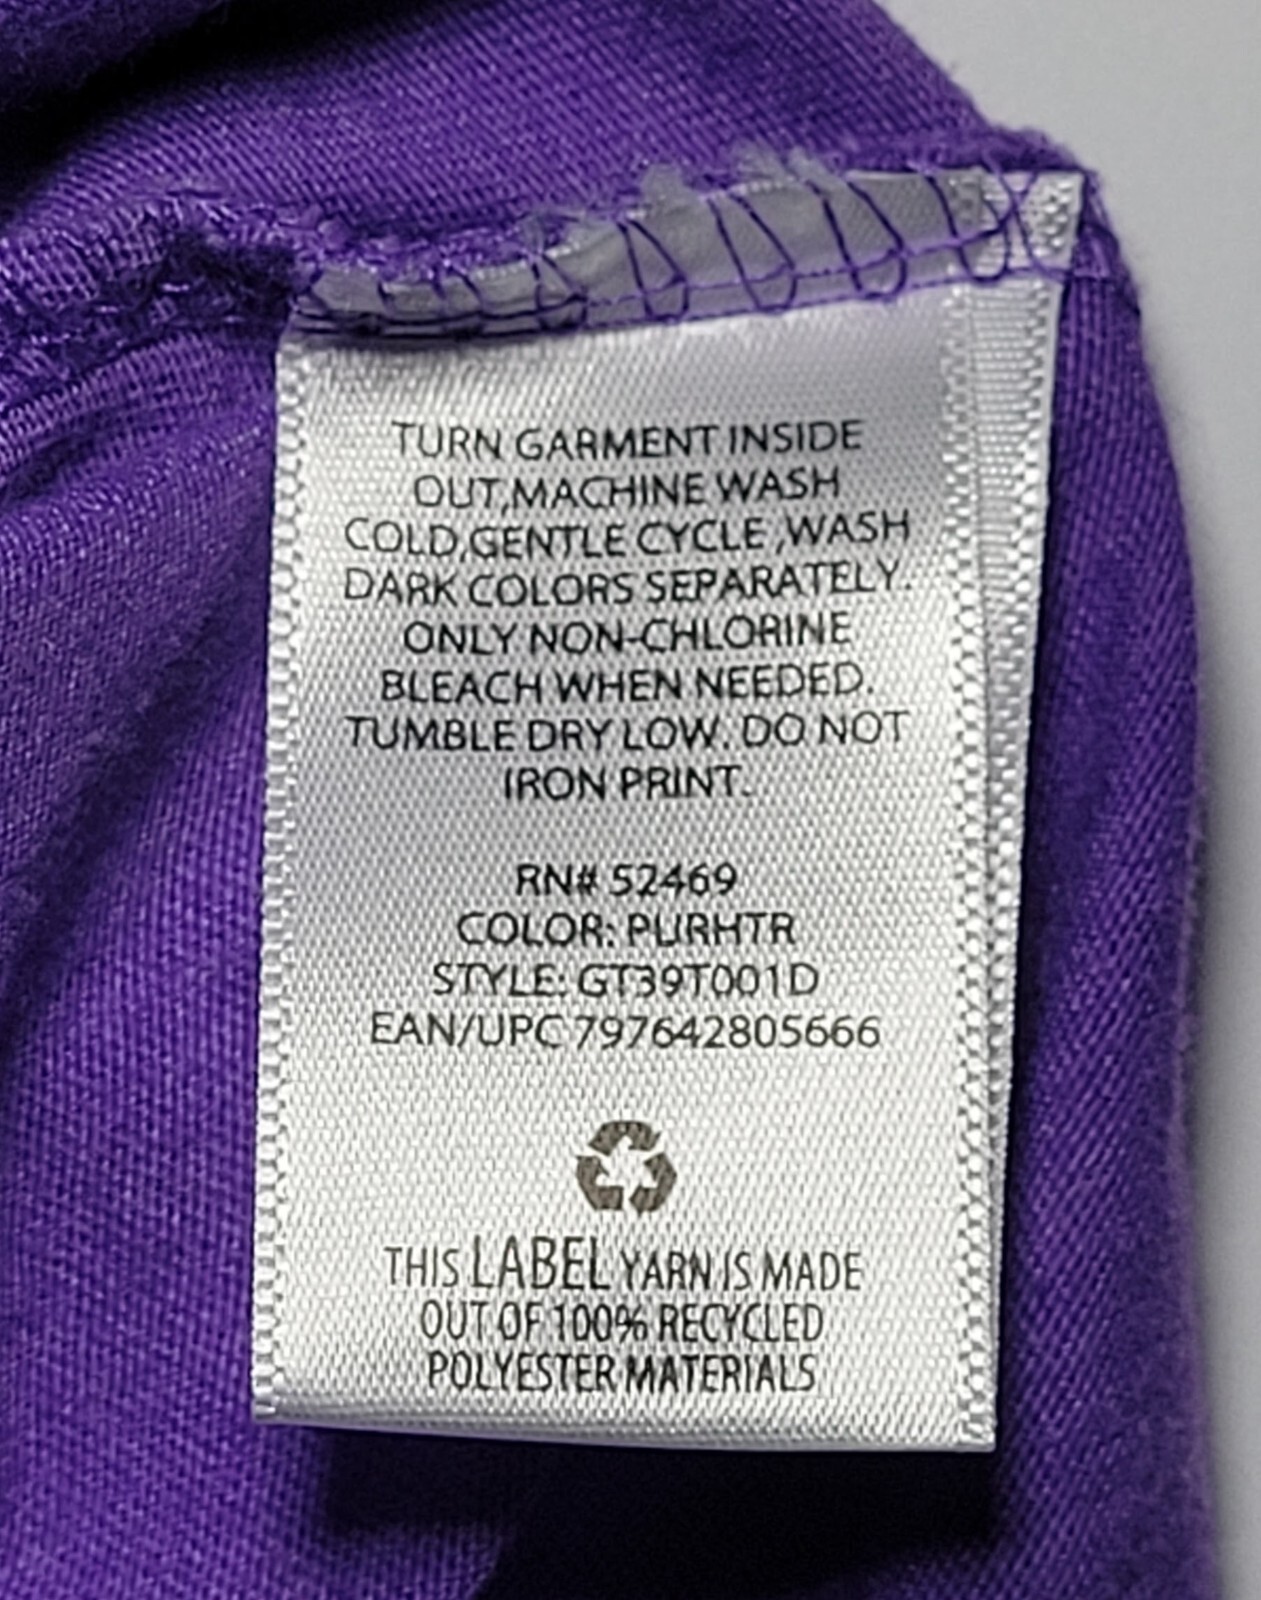 TURN GARMENT INSIDE
OUT,MACHINE WASH
COLD,GENTLE CYCLE ,WASH
DARK COLORS SEPARATELY.
ONLY NON-CHLORINE
BLEACH WHEN NEEDED.
TUMBLE DRY LOW. DO NOT
IRON PRINT.
RN# 52469
COLOR: PURHTR
STYLE: GT39T001D
EAN/UPC 797642805666
THIS LABEL YARN IS MADE
OUT OF 100% RECYCLED
POLYESTER MATERIALS